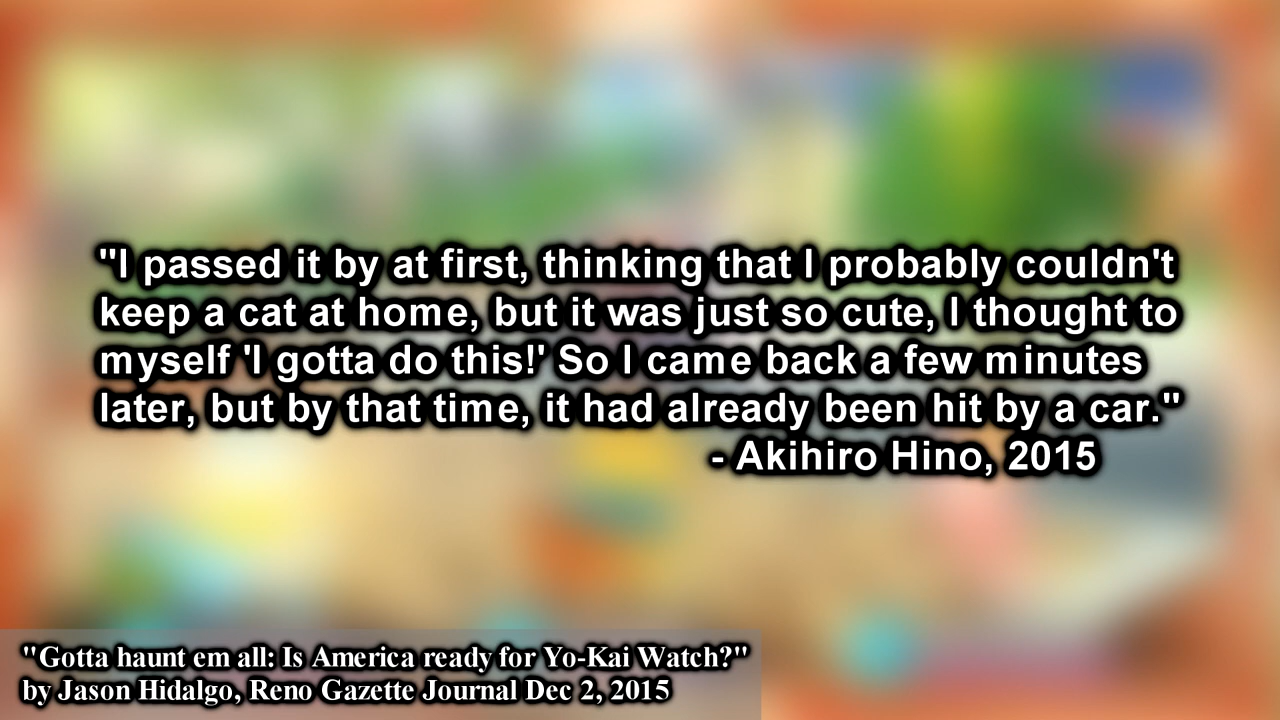 "I passed it by at first, thinking that I probably couldn't
keep a cat at home, but it was just so cute, I thought to
myself 'I gotta do this!' So I came back a few minutes
later, but by that time, it had already been hit by a car."
- Akihiro Hino, 2015
"Gotta haunt em all: Is America ready for Yo-Kai Watch?"
by Jason Hidalgo, Reno Gazette Journal Dec 2, 2015